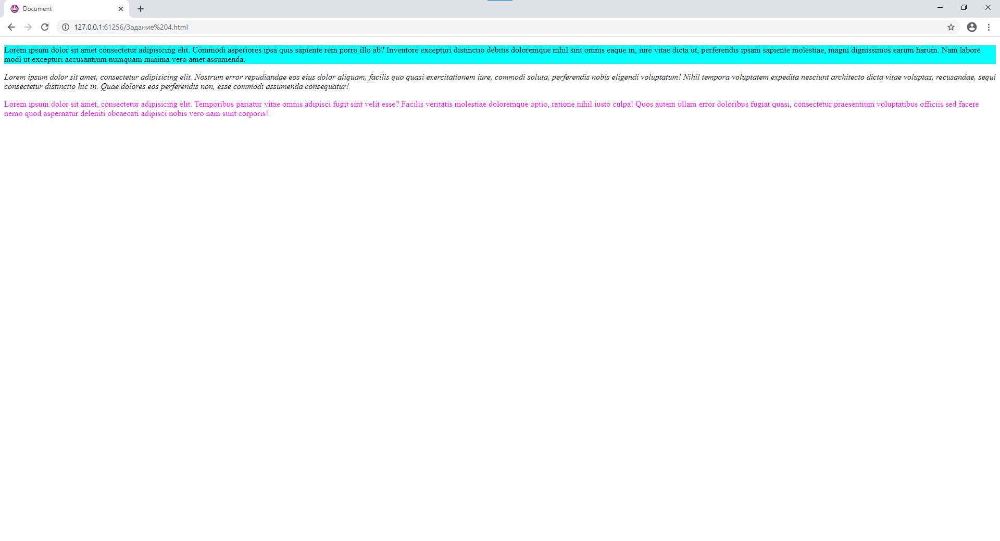 Document
127.0.0.1:61256/Задание%204.html
Lorem ipsum dolor sit amet consectetur adipisicing elit. Commodi asperiores ipsa quis sapiente rem porro illo ab? Inventore excepturi distinctio debitis doloremque nihil sint omnis eaque in, iure vitae dicta ut, perferendis ipsam sapiente molestiae, magni dignissimos earum harum. Nam labore
modi ut excepturi accusantium numquam minima vero amet assumenda.
Lorem ipsum dolor sit amet, consectetur adipisicing elit. Nostrum error repudiandae eos eius dolor aliquam, facilis quo quasi exercitationem iure, commodi soluta, perferendis nobis eligendi voluptatum! Nihil tempora voluptatem expedita nesciunt architecto dicta vitae voluptas, recusandae, sequi
consectetur distinctio hic in. Quae dolores eos perferendis non, esse commodi assumenda consequatur!
Lorem ipsum dolor sit amet, consectetur adipisicing elit. Temporibus pariatur vitae omnis adipisci fugit sint velit esse? Facilis veritatis molestiae doloremque optio, ratione nihil iusto culpa! Quos autem ullam error doloribus fugiat quasi, consectetur praesentium voluptatibus officiis sed facere
nemo quod aspernatur deleniti obcaecati adipisci nobis vero nam sunt corporis!